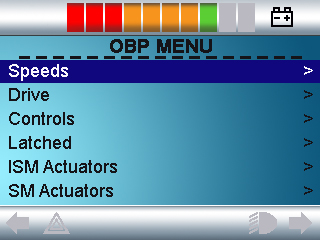 OBP MENU
Speeds >
Drive >
Controls >
Latched >
ISM Actuators >
SM Actuators >